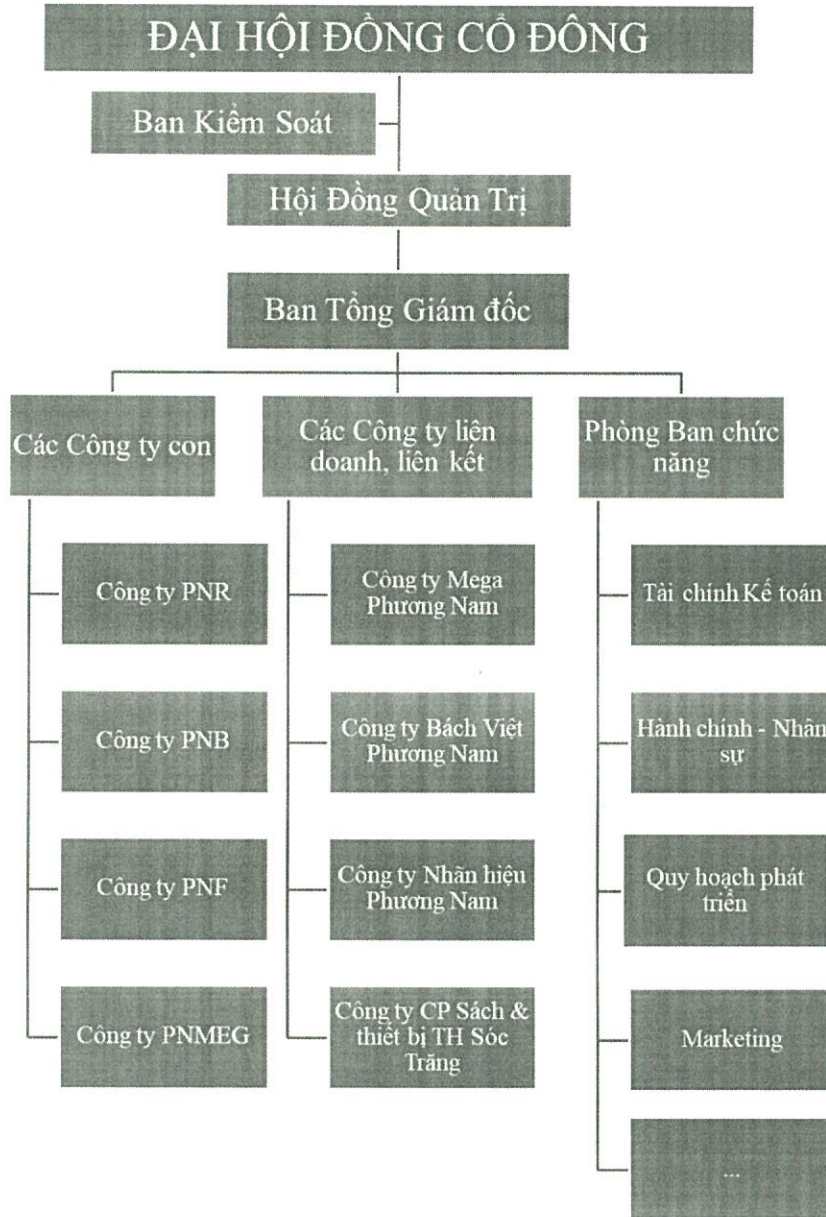 ĐẠI HỘI ĐỒNG CỔ ĐÔNG
Ban Kiểm Soát
Hội Đồng Quản Trị
Ban Tổng Giám đốc
Các Công ty con
Công ty PNR
Công ty PNB
Công ty PNF
Công ty PNMEG
Các Công ty liên
doanh, liên kết
Công ty Mega
Phương Nam
Công ty Bách Việt
Phương Nam
Công ty Nhãn hiệu
Phương Nam
Công ty CP Sách &
thiết bị TH Sóc
Trăng
Phòng Ban chức
năng
Tài chính Kế toán
Hành chính - Nhân
sự
Quy hoạch phát
triển
Marketing
...